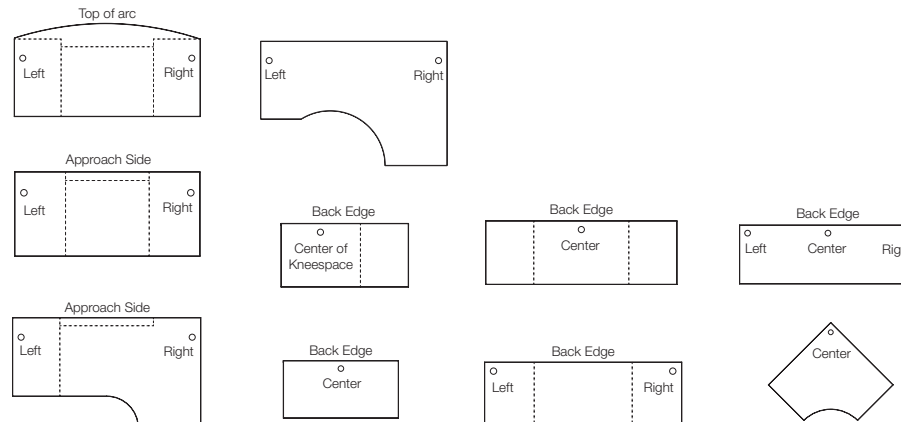 Top of arc
Left
Right
Left
Right
Approach Side
Left
Right
Back Edge
Center of
Kneespace
Back Edge
Center
Back Edge
Left
Center
Approach Side
Left
Right
Back Edge
Center
Back Edge
Left
Right
Center